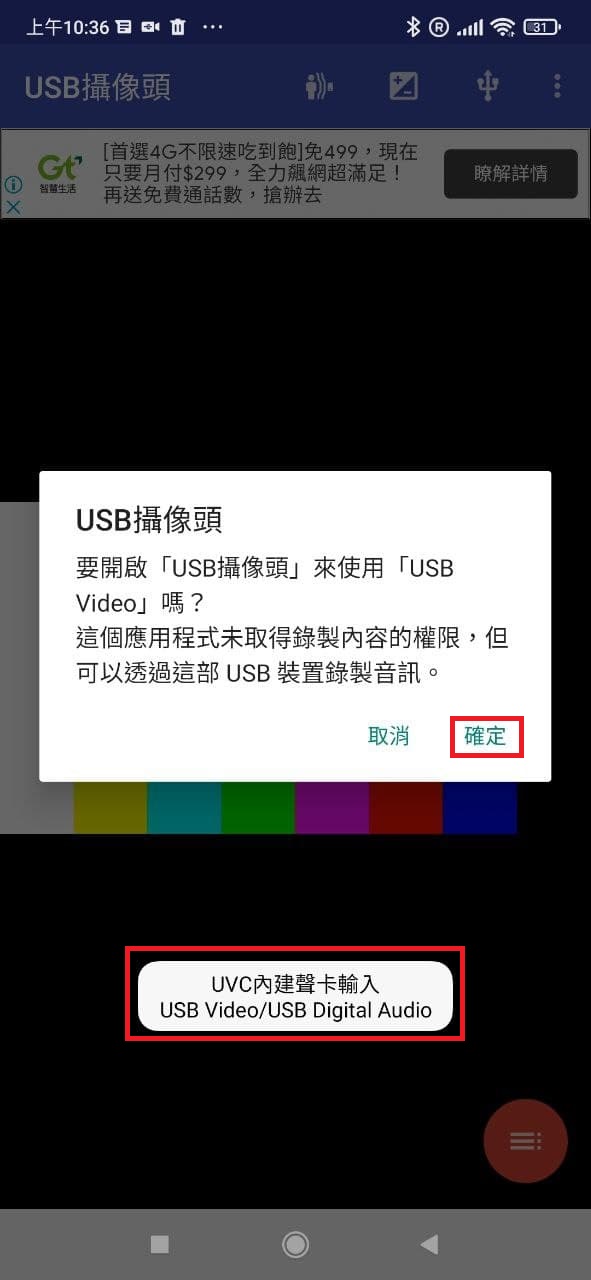 上午10:36 ... R 31
USB攝像頭
Gt
智慧生活
[首選4G不限速吃到飽]免499，現在
只要月付$299，全力飆網超滿足！
再送免費通話數，搶辦去
瞭解詳情
USB攝像頭
要開啟「USB攝像頭」來使用「USB
Video」嗎？
這個應用程式未取得錄製內容的權限，但
可以透過這部 USB 裝置錄製音訊。
取消 確定
UVC內建聲卡輸入
USB Video/USB Digital Audio